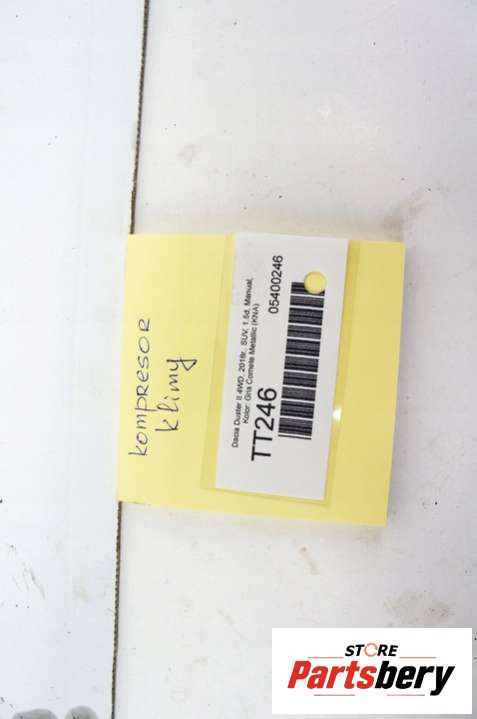 kompresor
klimy
Dacia Duster II 4WD, 2018r., SUV, 1.5d, Manual,
Kolor: Gris Comete Metallic (KNA)
TT246
05400246
STORE
Partsbery